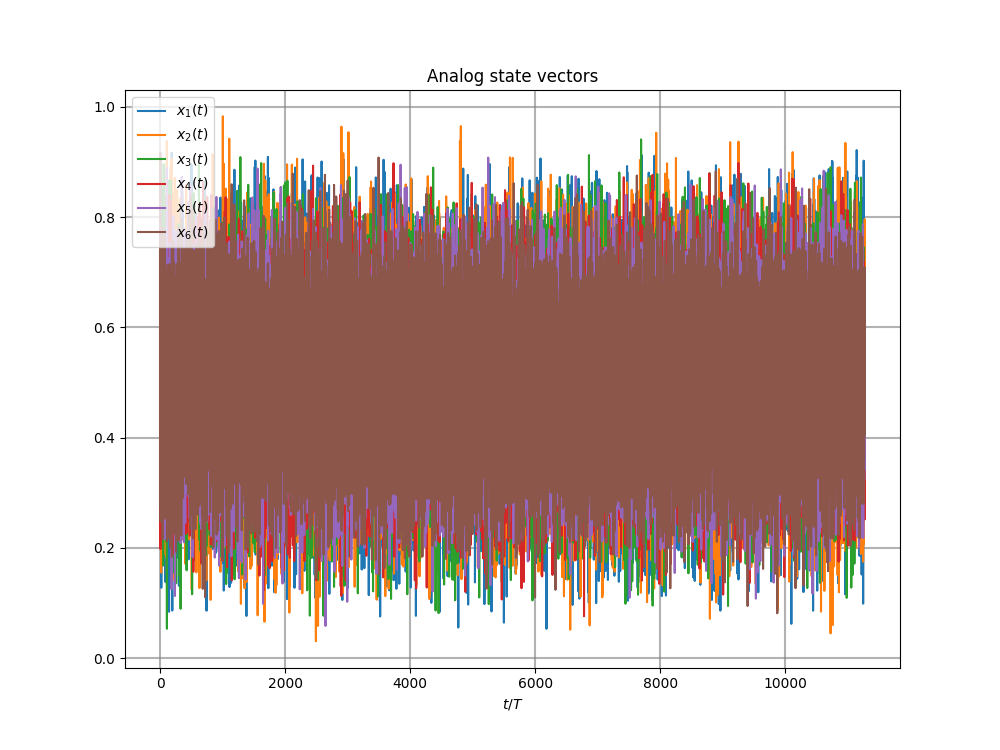 Analog state vectors
1.0
0.8
0.6
0.4
0.2
0.0
x₁(t)
x₂(t)
x₃(t)
x₄(t)
x₅(t)
x₆(t)
0 2000 4000 6000 8000 10000
t/T